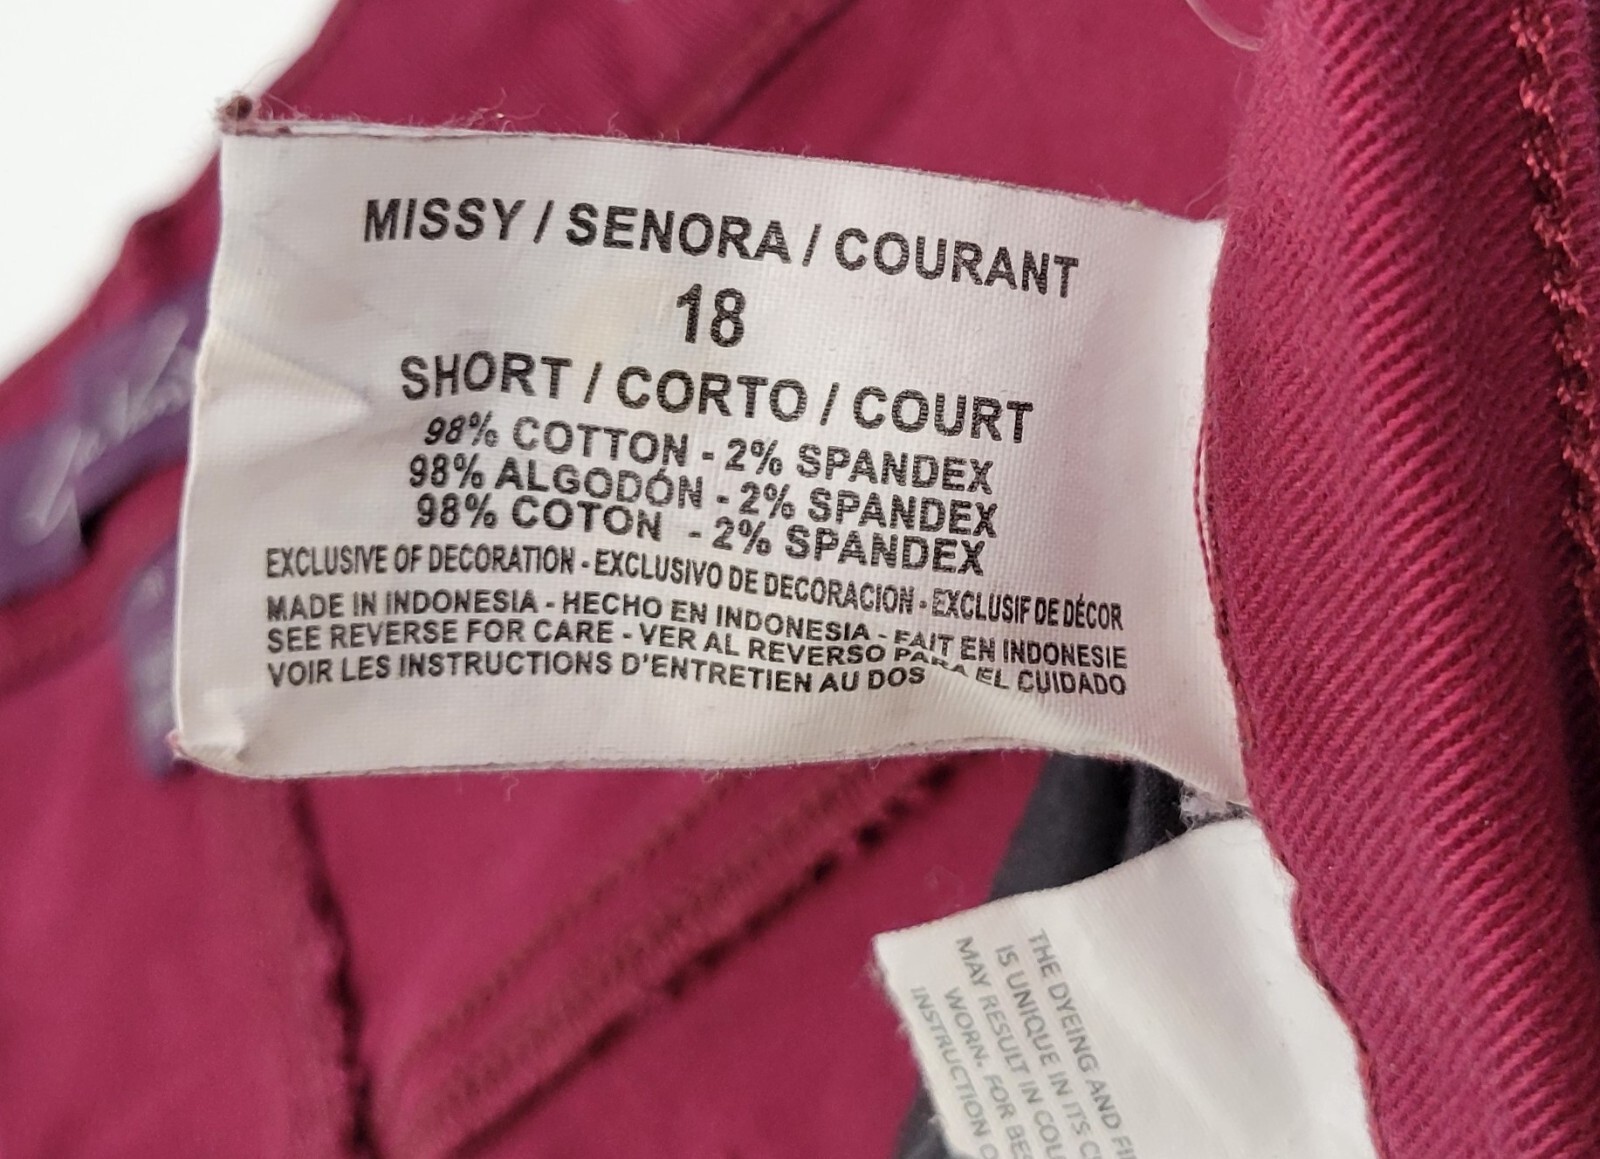 MISSY / SENORA / COURANT
18
SHORT / CORTO / COURT
98% COTTON - 2% SPANDEX
98% ALGODÓN - 2% SPANDEX
98% COTON - 2% SPANDEX
EXCLUSIVE OF DECORATION - EXCLUSIVO DE DECORACION - EXCLUSIF DE DÉCOR
MADE IN INDONESIA - HECHO EN INDONESIA - FAIT EN INDONESIE
SEE REVERSE FOR CARE - VER AL REVERSO PARA EL CUIDADO
VOIR LES INSTRUCTIONS D'ENTRETIEN AU DOS
THE DYEING AND
IS UNIQUE IN ITS
MAY RESULT IN
WORN. FOR
INSTRUCTION